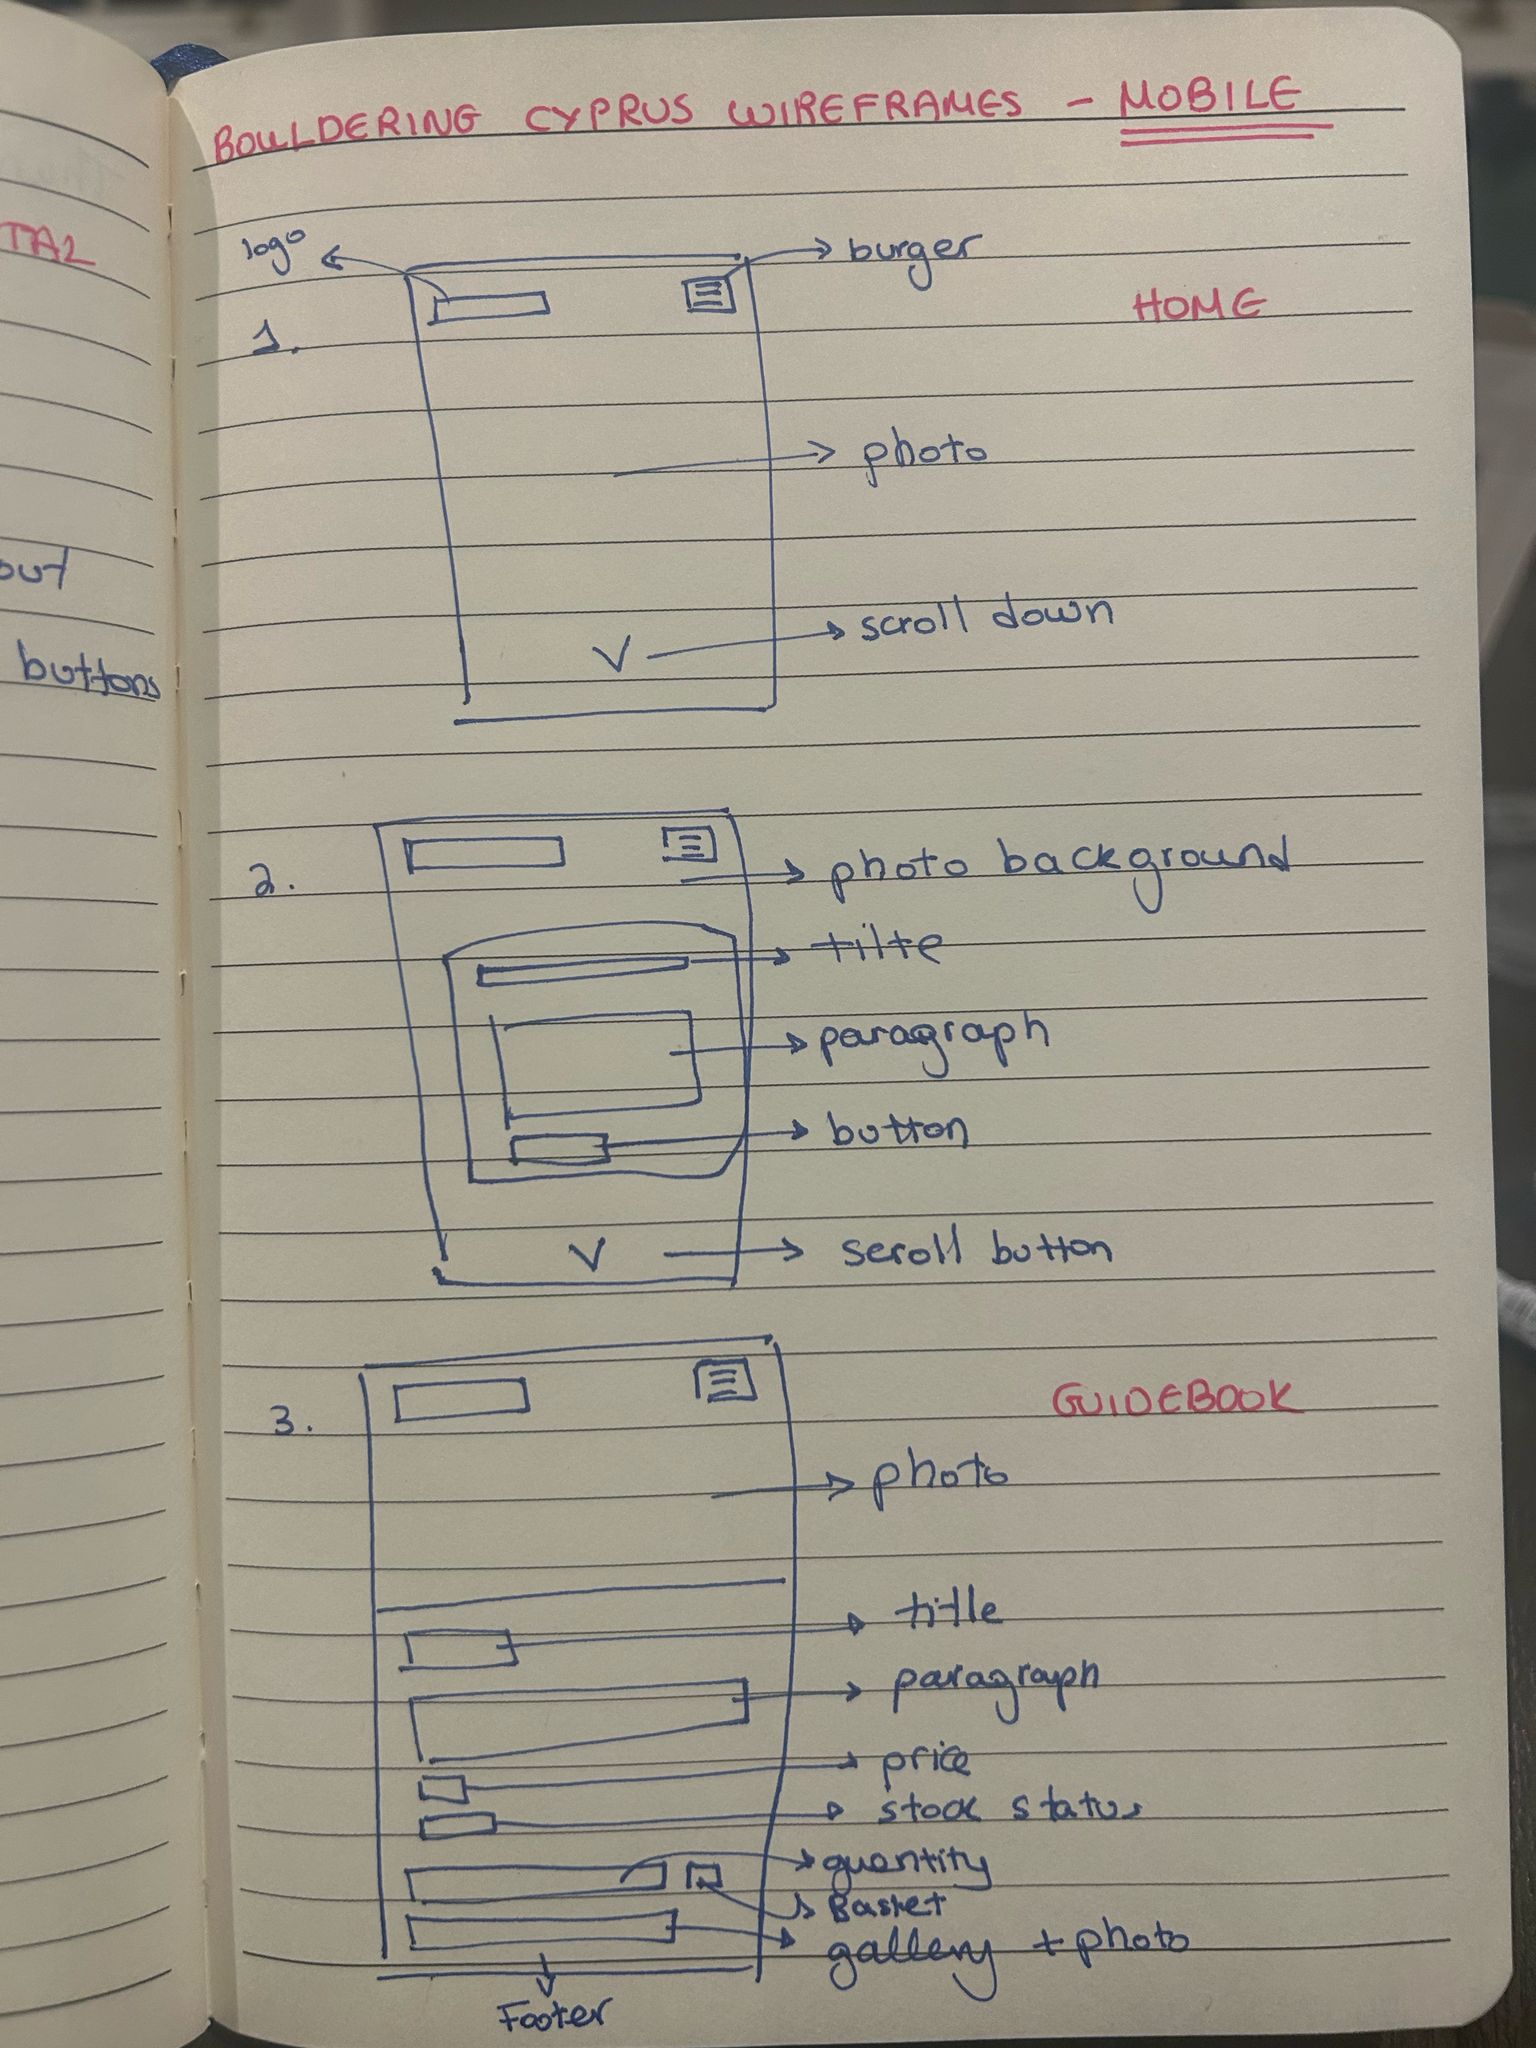 BOULDERING CYPRUS WIREFRAMES - MOBILE
logo
burger
1.
HOME
photo
scroll down
2.
photo background
tilte
paragraph
button
scroll button
3.
GUIDEBOOK
photo
title
paragraph
price
stock status
quantity
Basket
gallery + photo
Footer
TAL
out
buttons